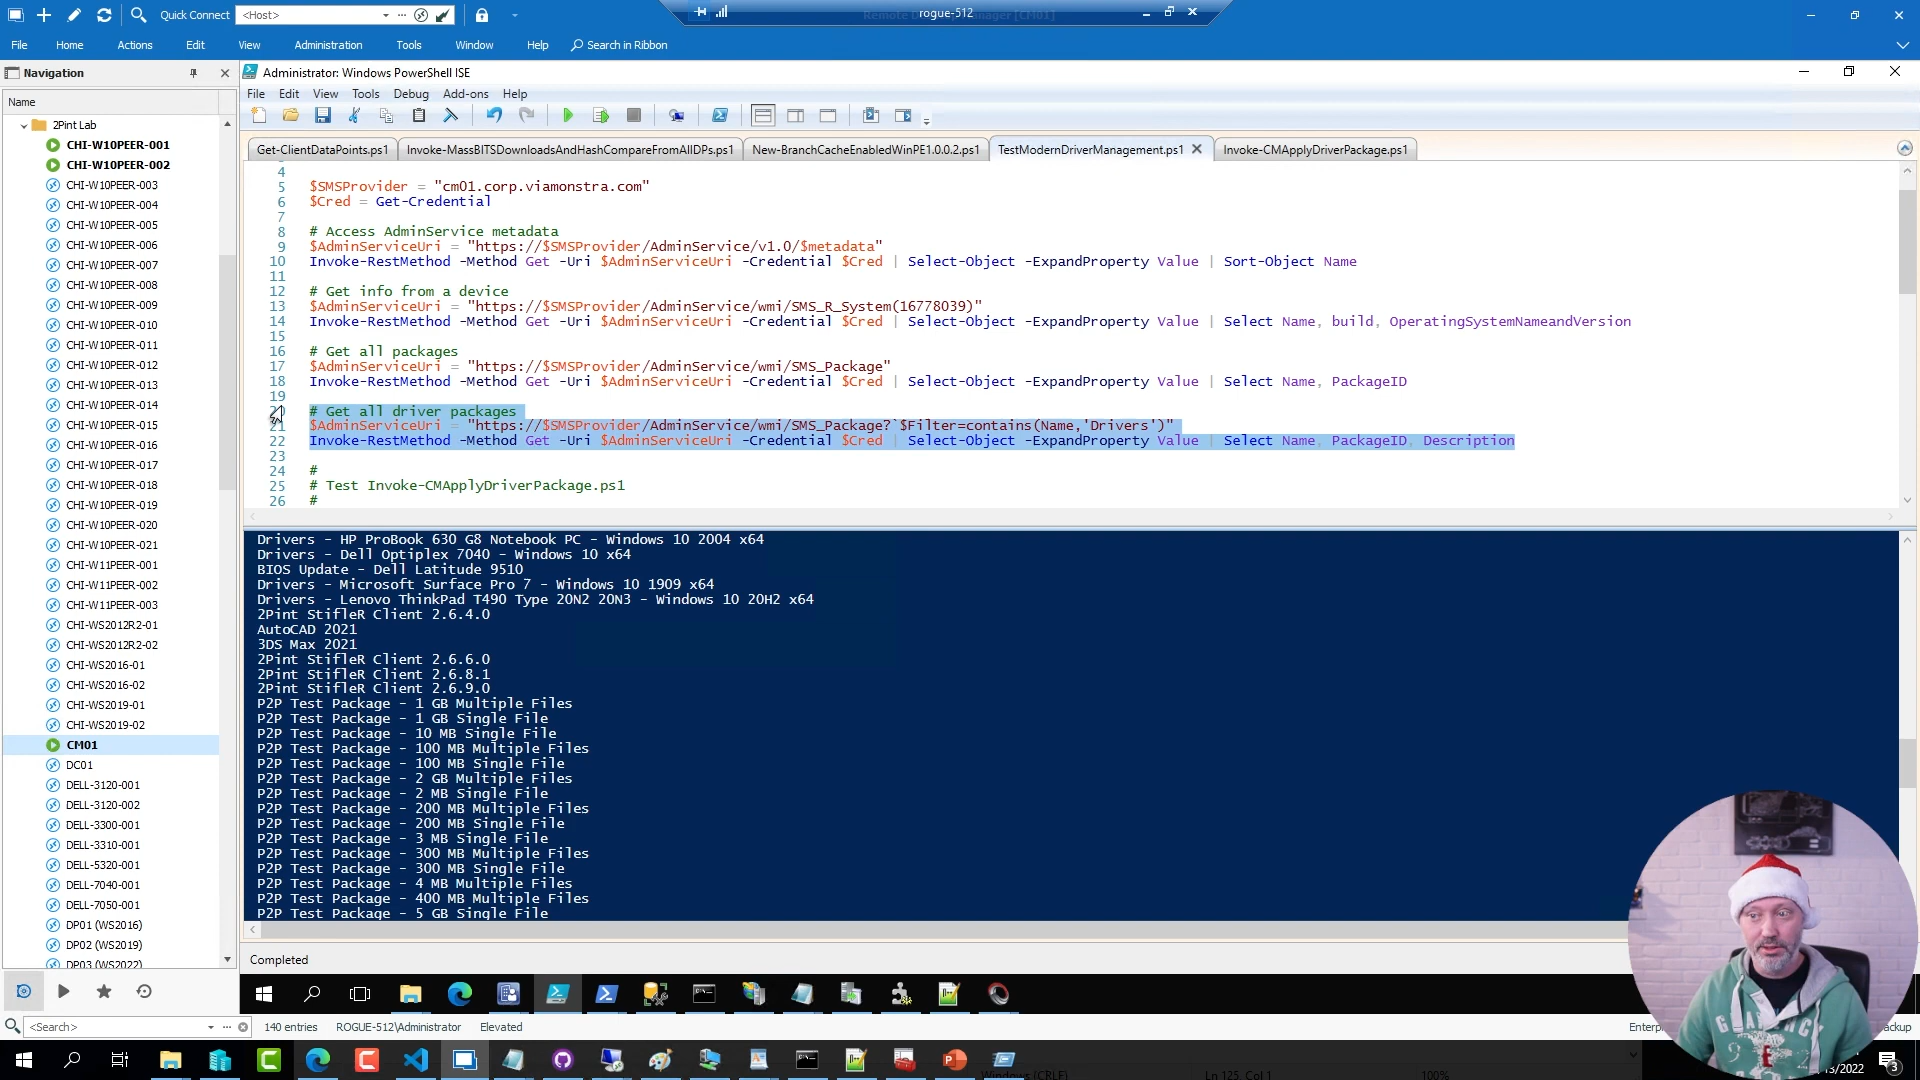 Quick Connect
<Host>
rogue-512
File
Home
Actions
Edit
View
Administration
Tools
Window
Help
Search in Ribbon
Navigation
Name
2Pint Lab
CHI-W10PEER-001
CHI-W10PEER-002
CHI-W10PEER-003
CHI-W10PEER-004
CHI-W10PEER-005
CHI-W10PEER-006
CHI-W10PEER-007
CHI-W10PEER-008
CHI-W10PEER-009
CHI-W10PEER-010
CHI-W10PEER-011
CHI-W10PEER-012
CHI-W10PEER-013
CHI-W10PEER-014
CHI-W10PEER-015
CHI-W10PEER-016
CHI-W10PEER-017
CHI-W10PEER-018
CHI-W10PEER-019
CHI-W10PEER-020
CHI-W10PEER-021
CHI-W11PEER-001
CHI-W11PEER-002
CHI-W11PEER-003
CHI-WS2012R2-01
CHI-WS2012R2-02
CHI-WS2016-01
CHI-WS2016-02
CHI-WS2019-01
CHI-WS2019-02
CM01
DC01
DELL-3120-001
DELL-3120-002
DELL-3300-001
DELL-3310-001
DELL-5320-001
DELL-7040-001
DELL-7050-001
DP01 (WS2016)
DP02 (WS2019)
DP03 (WS2022)
Administrator: Windows PowerShell ISE
File Edit View Tools Debug Add-ons Help
Get-ClientDataPoints.ps1
Invoke-MassBITSDownloadsAndHashCompareFromAllDPs.ps1
New-BranchCacheEnabledWinPE1.0.0.2.ps1
TestModernDriverManagement.ps1
Invoke-CMApplyDriverPackage.ps1
4
5 $SMSProvider = "cm01.corp.viamonstra.com"
6 $Cred = Get-Credential
7
8 # Access AdminService metadata
9 $AdminServiceUri = "https://$SMSProvider/AdminService/v1.0/$metadata"
10 Invoke-RestMethod -Method Get -Uri $AdminServiceUri -Credential $Cred | Select-Object -ExpandProperty Value | Sort-Object Name
11
12 # Get info from a device
13 $AdminServiceUri = "https://$SMSProvider/AdminService/wmi/SMS_R_System(16778039)"
14 Invoke-RestMethod -Method Get -Uri $AdminServiceUri -Credential $Cred | Select-Object -ExpandProperty Value | Select Name, build, OperatingSystemNameandVersion
15
16 # Get all packages
17 $AdminServiceUri = "https://$SMSProvider/AdminService/wmi/SMS_Package"
18 Invoke-RestMethod -Method Get -Uri $AdminServiceUri -Credential $Cred | Select-Object -ExpandProperty Value | Select Name, PackageID
19
20 # Get all driver packages
21 $AdminServiceUri = "https://$SMSProvider/AdminService/wmi/SMS_Package?`$Filter=contains(Name,'Drivers')"
22 Invoke-RestMethod -Method Get -Uri $AdminServiceUri -Credential $Cred | Select-Object -ExpandProperty Value | Select Name, PackageID, Description
23
24 #
25 # Test Invoke-CMApplyDriverPackage.ps1
26 #
Drivers - HP ProBook 630 G8 Notebook PC - Windows 10 2004 x64
Drivers - Dell Optiplex 7040 - Windows 10 x64
BIOS Update - Dell Latitude 9510
Drivers - Microsoft Surface Pro 7 - Windows 10 1909 x64
Drivers - Lenovo ThinkPad T490 Type 20N2 20N3 - Windows 10 20H2 x64
2Pint StifleR Client 2.6.4.0
AutoCAD 2021
3DS Max 2021
2Pint StifleR Client 2.6.6.0
2Pint StifleR Client 2.6.8.1
2Pint StifleR Client 2.6.9.0
P2P Test Package - 1 GB Multiple Files
P2P Test Package - 1 GB Single File
P2P Test Package - 10 MB Single File
P2P Test Package - 100 MB Multiple Files
P2P Test Package - 100 MB Single File
P2P Test Package - 2 GB Multiple Files
P2P Test Package - 2 MB Single File
P2P Test Package - 200 MB Multiple Files
P2P Test Package - 200 MB Single File
P2P Test Package - 3 MB Single File
P2P Test Package - 300 MB Multiple Files
P2P Test Package - 300 MB Single File
P2P Test Package - 4 MB Multiple Files
P2P Test Package - 400 MB Multiple Files
P2P Test Package - 5 GB Single File
Completed
<Search>
140 entries
ROGUE-512\Administrator
Elevated
Enterpr
ackup
Windows (CRLF)
Ln 125, Col 1
100%
13/2022
3